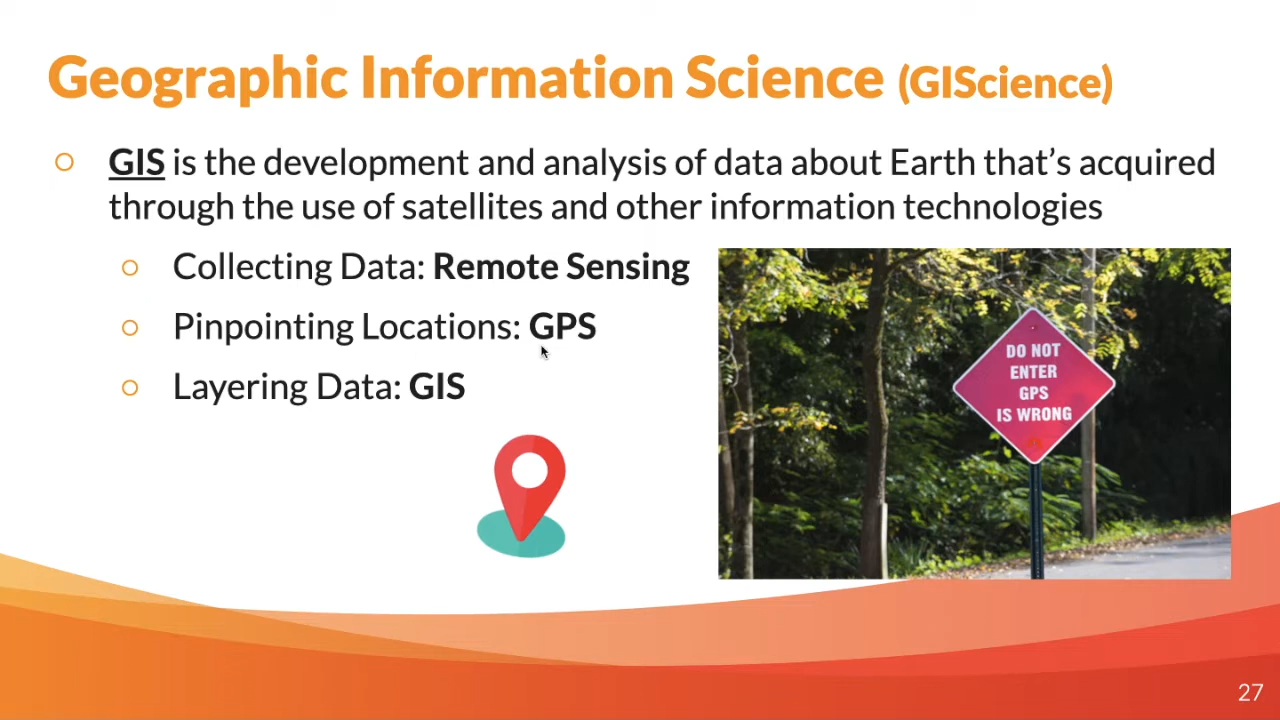 Geographic Information Science (GIScience)
GIS is the development and analysis of data about Earth that's acquired
through the use of satellites and other information technologies
Collecting Data: Remote Sensing
Pinpointing Locations: GPS
Layering Data: GIS
DO NOT
ENTER
GPS
IS WRONG
27